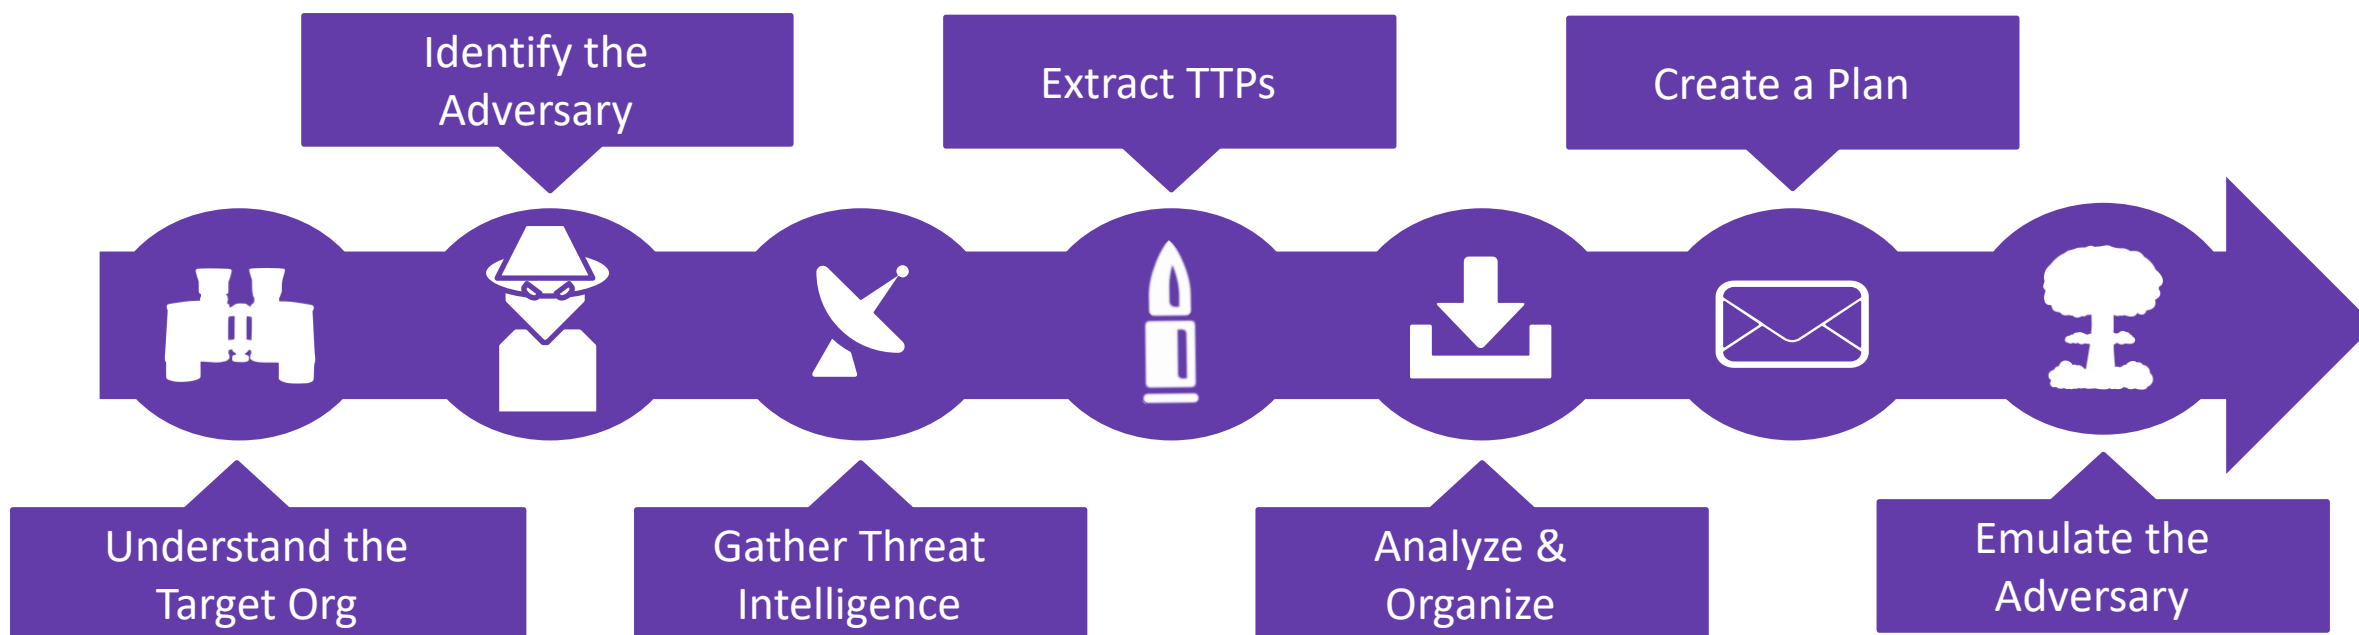 Identify the
Adversary
Extract TTPs
Create a Plan
Understand the
Target Org
Gather Threat
Intelligence
Analyze &
Organize
Emulate the
Adversary